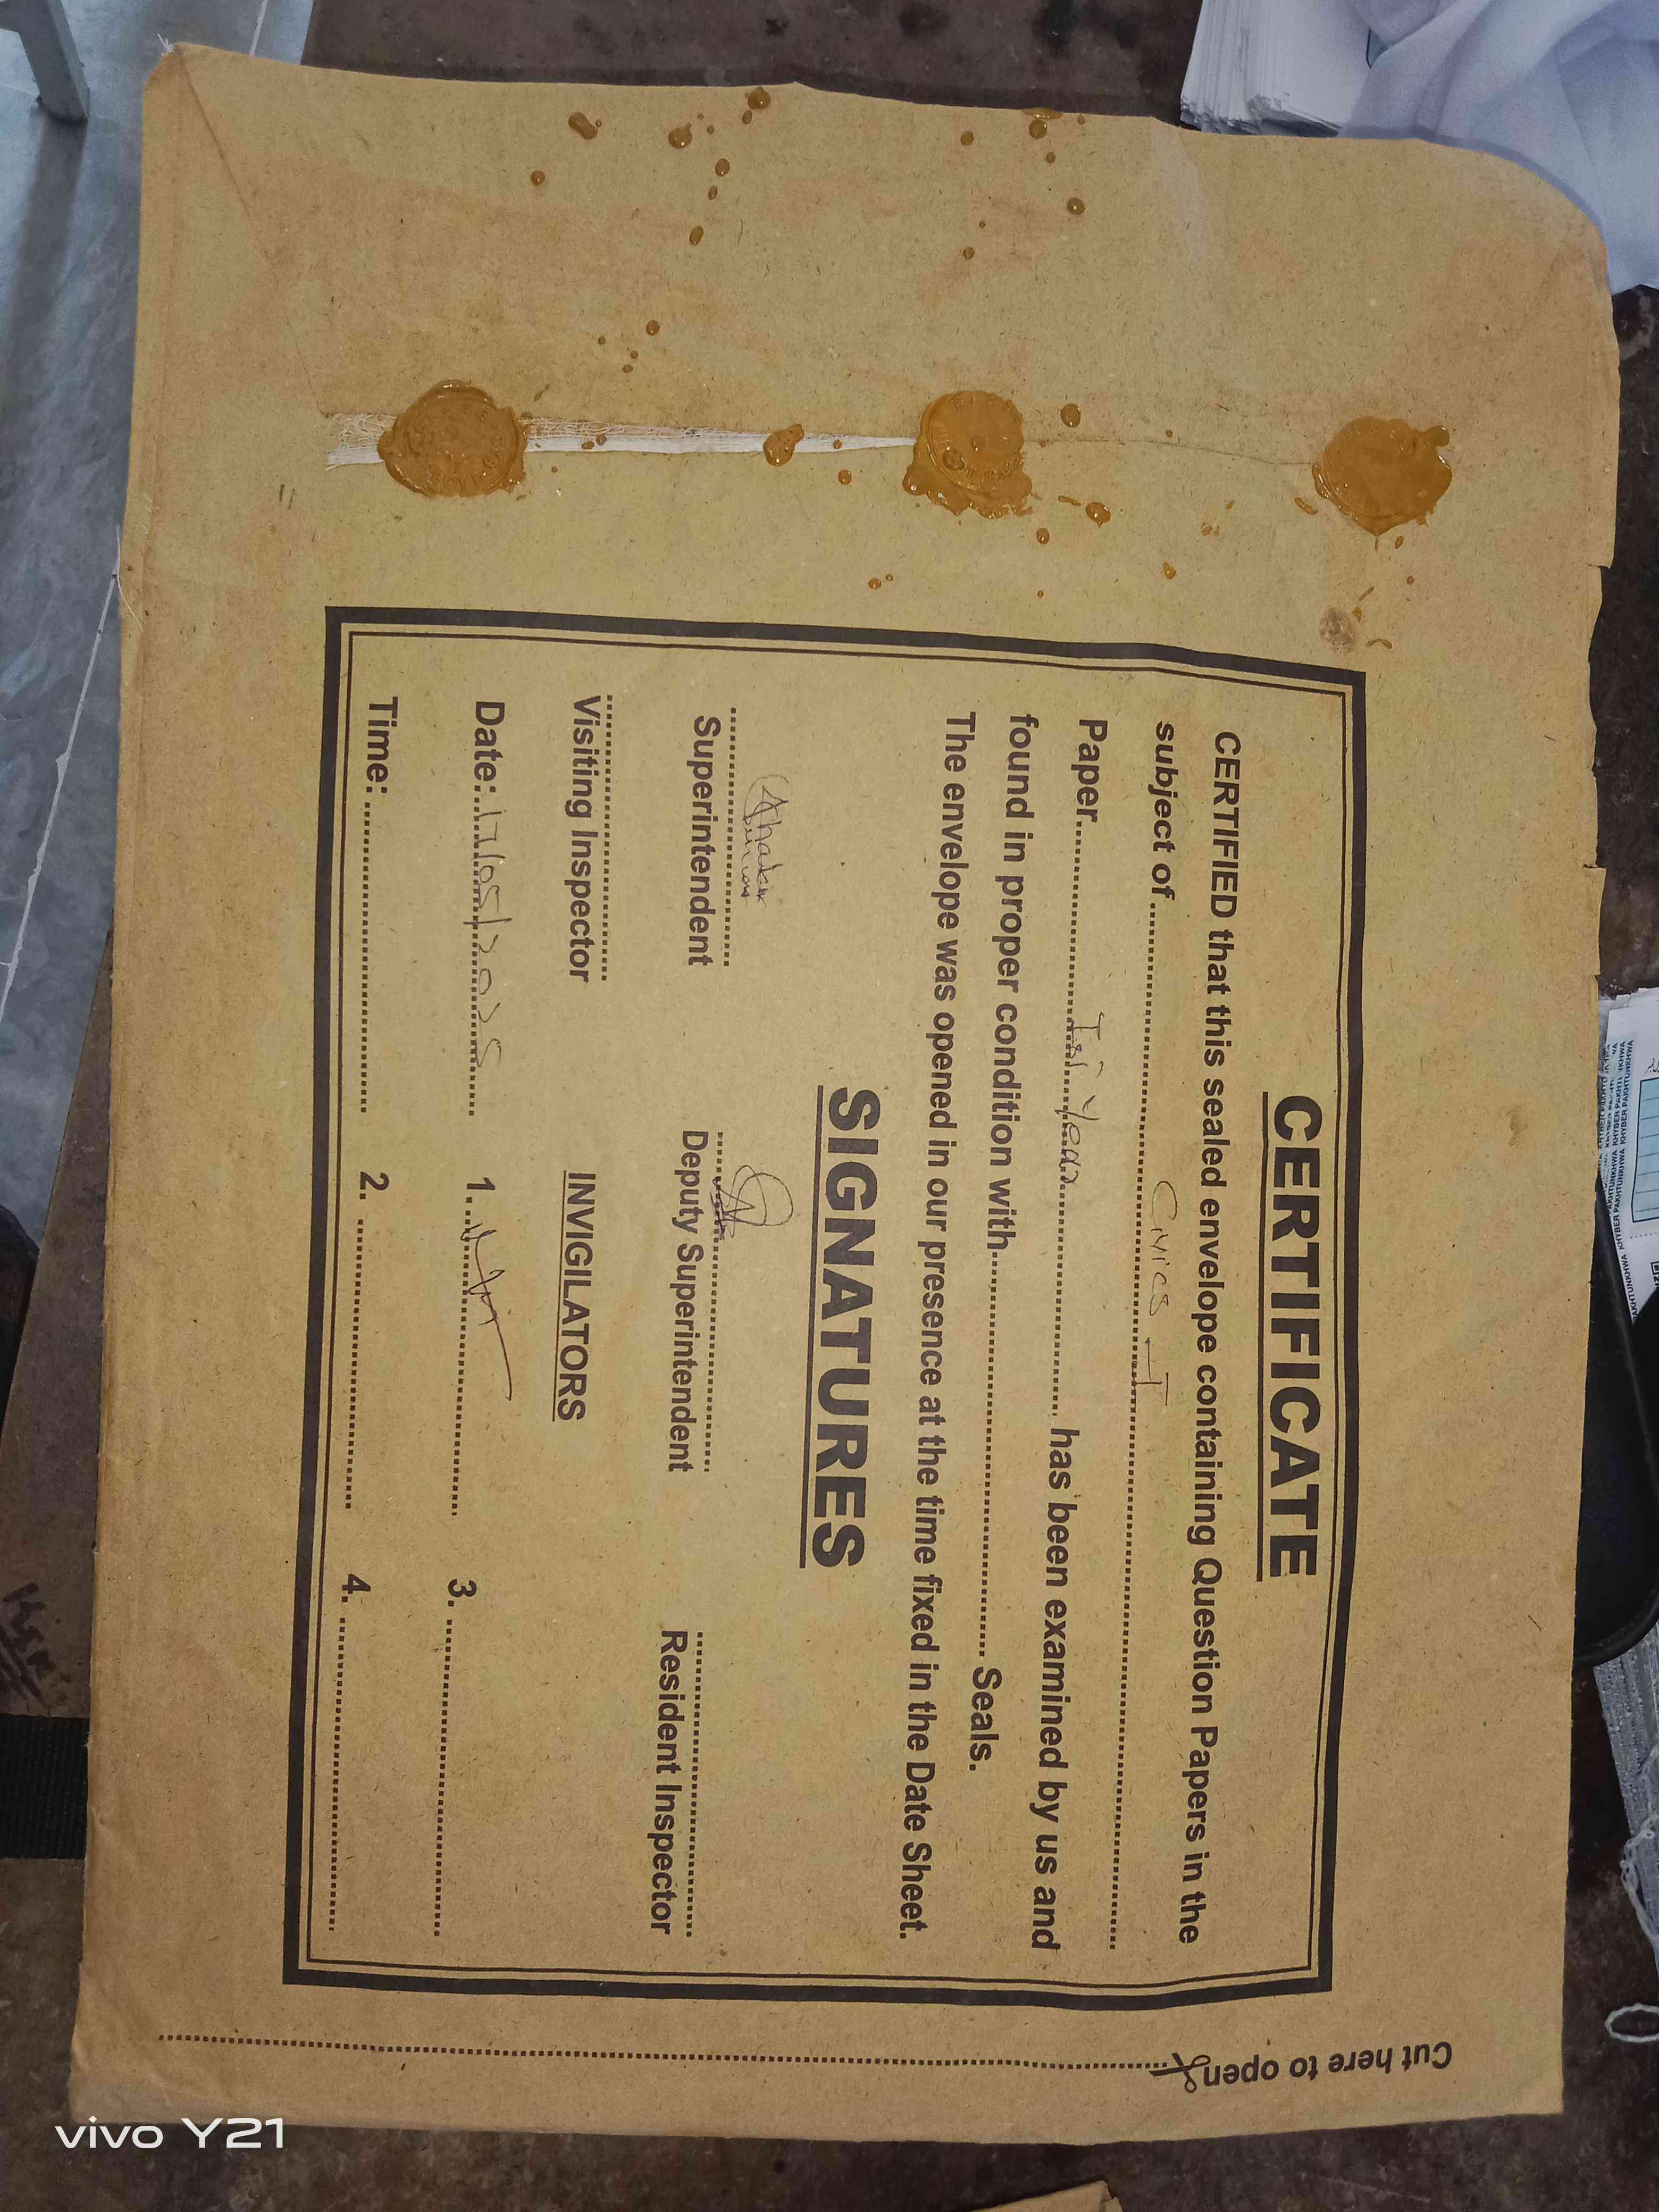 CERTIFICATE
CERTIFIED that this sealed envelope containing Question Papers in the
subject of.......... Civics - I ..........
Paper.......... Ist Year .......... has been examined by us and
found in proper condition with.......... Seals.
The envelope was opened in our presence at the time fixed in the Date Sheet.
SIGNATURES
Superintendent Deputy Superintendent Resident Inspector
Visiting Inspector INVIGILATORS
Date: 17/05/2025 1. .......... 3. ..........
Time: .......... 2. .......... 4. ..........
Cut here to open
KHYBER PAKHTUNKHWA
vivo Y21